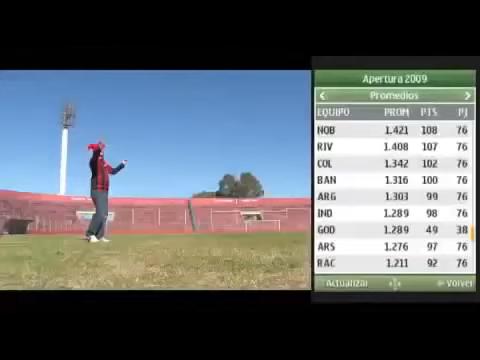 Apertura 2009
Promedios
EQUIPO PROM PTS PJ
NOB 1.421 108 76
RIV 1.408 107 76
COL 1.342 102 76
BAN 1.316 100 76
ARG 1.303 99 76
IND 1.289 98 76
GOD 1.289 49 38
ARS 1.276 97 76
RAC 1.211 92 76
Actualizar Volver